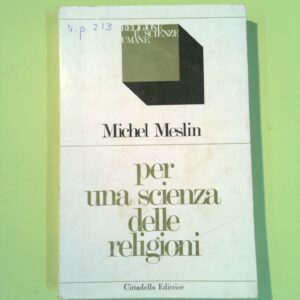 v. p. 213
RELIGIONE
E SCIENZE
UMANE
Michel Meslin
per
una scienza
delle
religioni
Cittadella Editrice